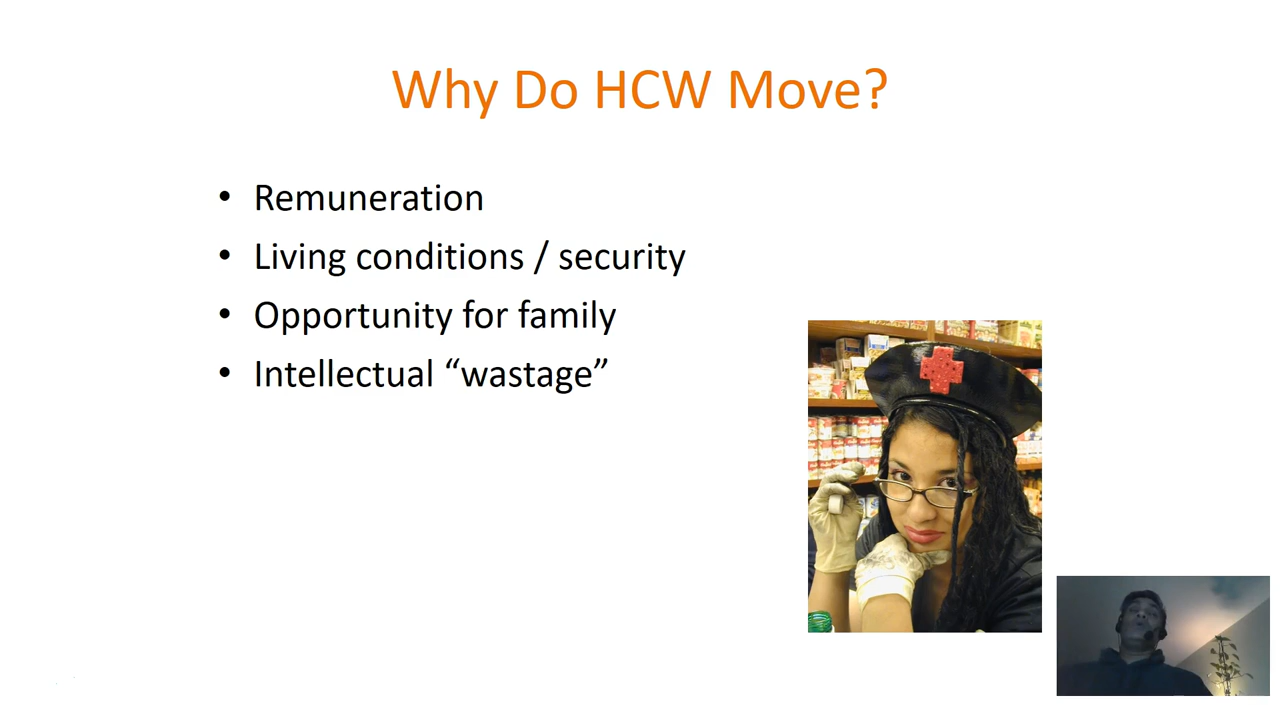 Why Do HCW Move?
• Remuneration
• Living conditions / security
• Opportunity for family
• Intellectual “wastage”